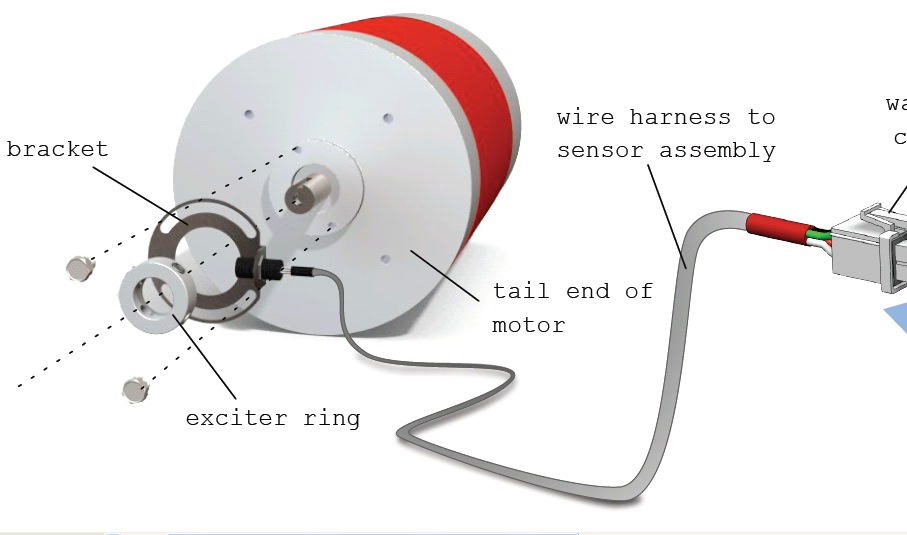 wire harness to
sensor assembly
bracket
tail end of
motor
exciter ring